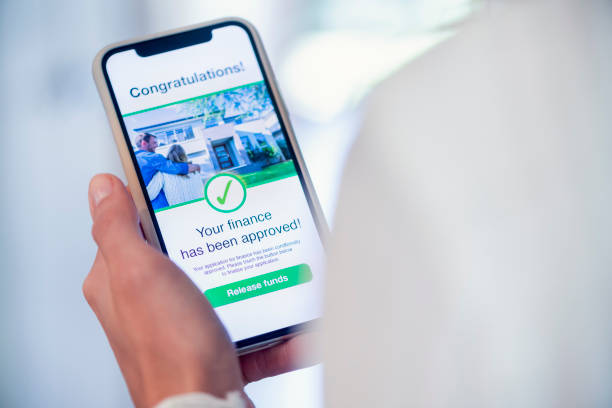 Congratulations!
Your finance
has been approved!
Your application for finance has been conditionally
approved. Please touch the button below
to finalise your application.
Release funds